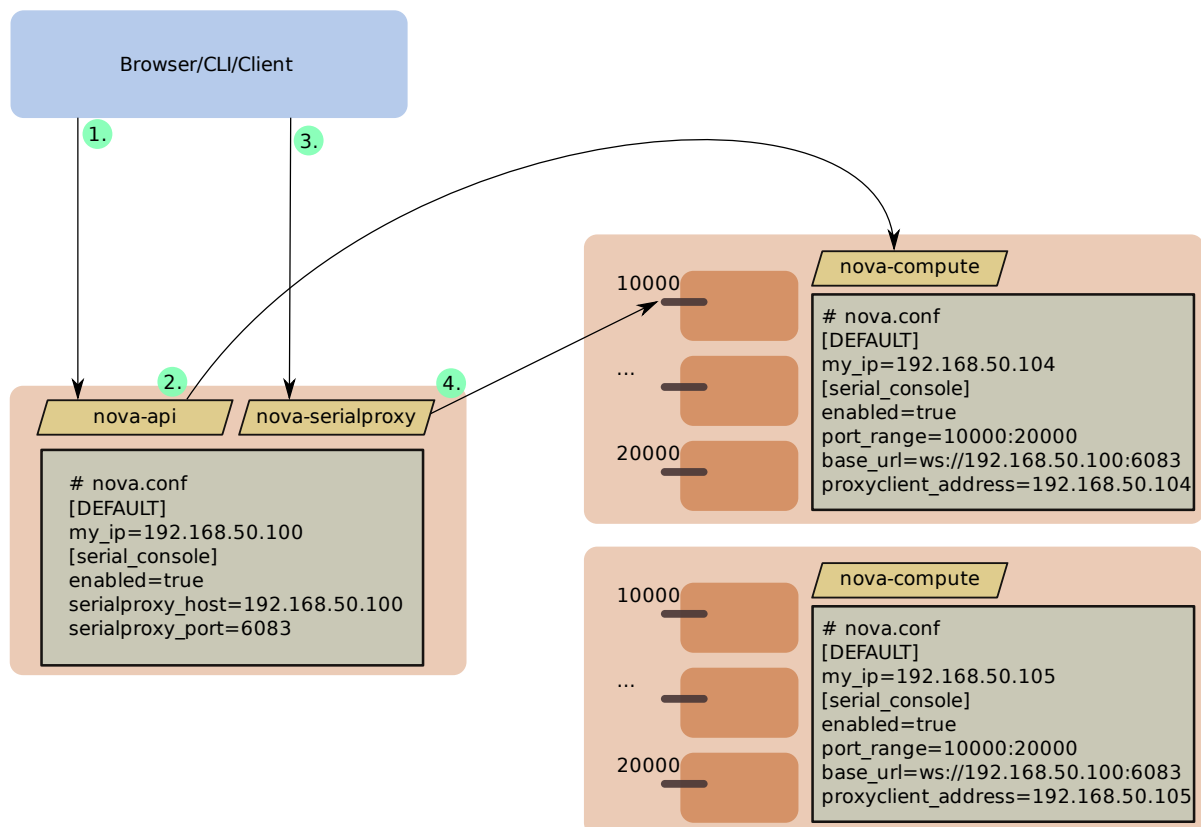 Browser/CLI/Client
1.
3.
2.
4.
nova-api
nova-serialproxy
# nova.conf
[DEFAULT]
my_ip=192.168.50.100
[serial_console]
enabled=true
serialproxy_host=192.168.50.100
serialproxy_port=6083
nova-compute
10000
...
20000
# nova.conf
[DEFAULT]
my_ip=192.168.50.104
[serial_console]
enabled=true
port_range=10000:20000
base_url=ws://192.168.50.100:6083
proxyclient_address=192.168.50.104
nova-compute
10000
...
20000
# nova.conf
[DEFAULT]
my_ip=192.168.50.105
[serial_console]
enabled=true
port_range=10000:20000
base_url=ws://192.168.50.100:6083
proxyclient_address=192.168.50.105